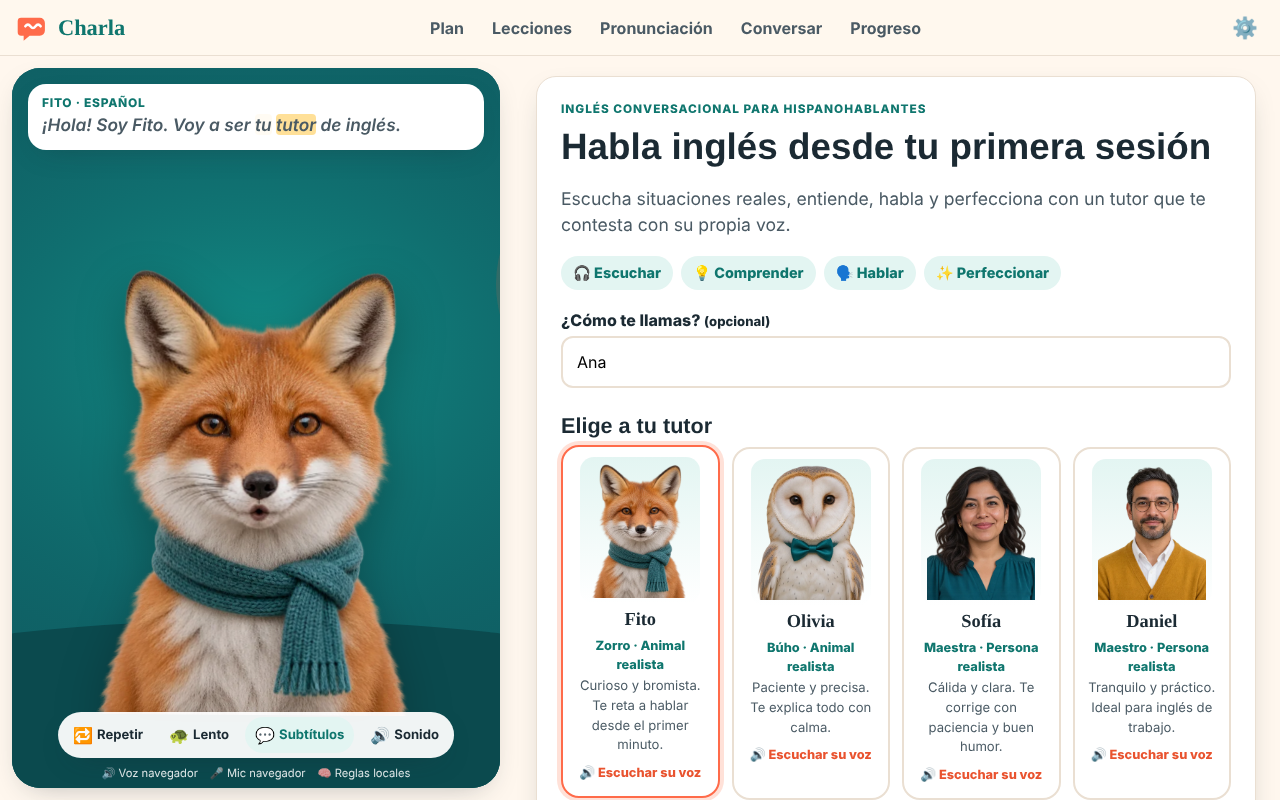 Charla
Plan
Lecciones
Pronunciación
Conversar
Progreso
FITO · ESPAÑOL
¡Hola! Soy Fito. Voy a ser tu tutor de inglés.
Repetir
Lento
Subtítulos
Sonido
Voz navegador
Mic navegador
Reglas locales
INGLÉS CONVERSACIONAL PARA HISPANOHABLANTES
Habla inglés desde tu primera sesión
Escucha situaciones reales, entiende, habla y perfecciona con un tutor que te
contesta con su propia voz.
Escuchar
Comprender
Hablar
Perfeccionar
¿Cómo te llamas? (opcional)
Ana
Elige a tu tutor
Fito
Zorro · Animal
realista
Curioso y bromista.
Te reta a hablar
desde el primer
minuto.
Escuchar su voz
Olivia
Búho · Animal
realista
Paciente y precisa.
Te explica todo con
calma.
Escuchar su voz
Sofía
Maestra · Persona
realista
Cálida y clara. Te
corrige con
paciencia y buen
humor.
Escuchar su voz
Daniel
Maestro · Persona
realista
Tranquilo y práctico.
Ideal para inglés de
trabajo.
Escuchar su voz